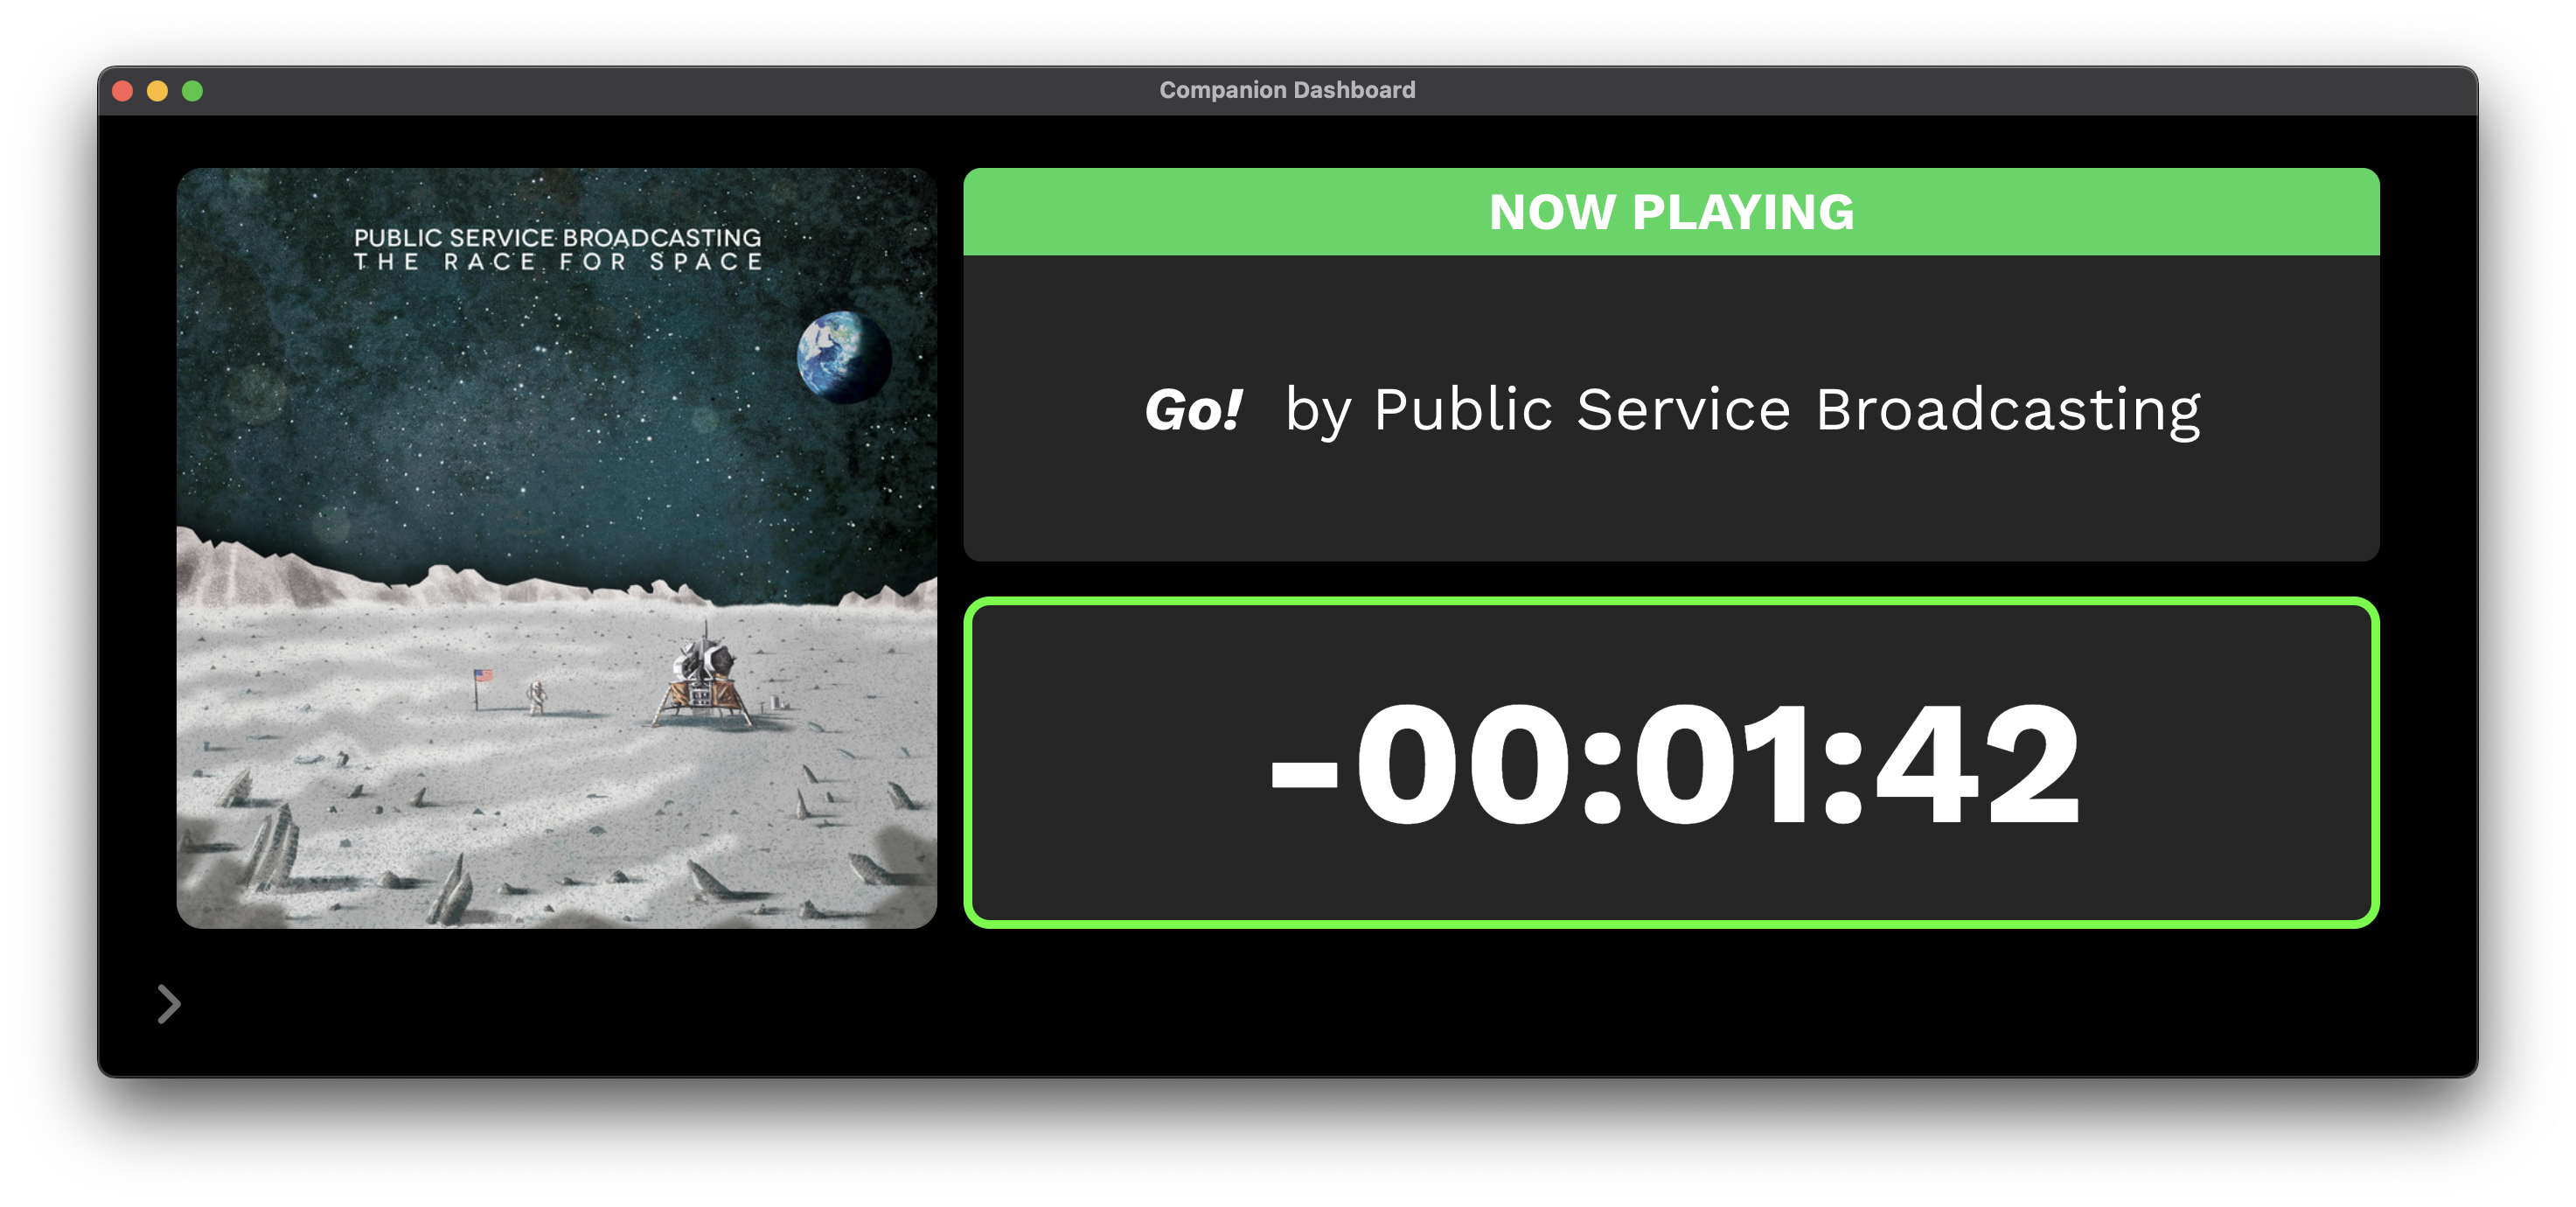 Companion Dashboard
PUBLIC SERVICE BROADCASTING
THE RACE FOR SPACE
NOW PLAYING
Go! by Public Service Broadcasting
-00:01:42